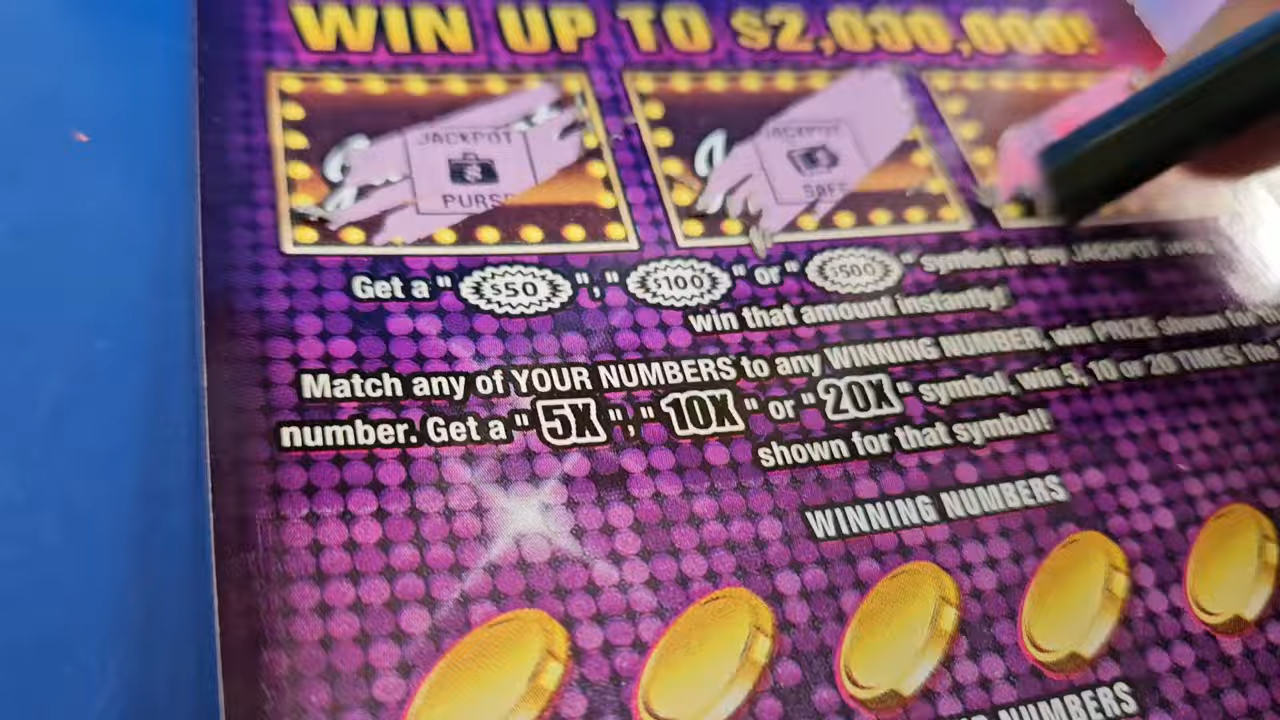 WIN UP TO $2,000,000!
JACKPOT
PURSE
JACKPOT
SAFE
Get a " $50 ", " $100 " or " $500 " symbol in any JACKPOT
win that amount instantly!
Match any of YOUR NUMBERS to any WINNING NUMBER, win PRIZE shown for
number. Get a " 5X ", " 10X " or " 20X " symbol, win 5, 10 or 20 TIMES the
shown for that symbol!
WINNING NUMBERS
NUMBERS